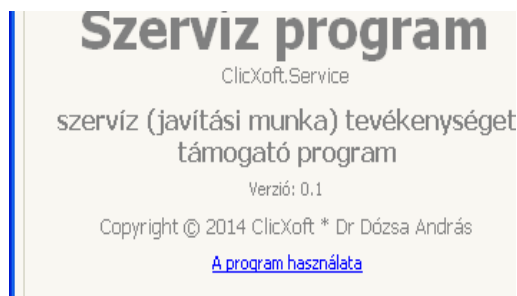 Szerviz program
ClicXoft.Service
szervíz (javítási munka) tevékenységet
támogató program
Verzió: 0.1
Copyright © 2014 ClicXoft * Dr Dózsa András
A program használata